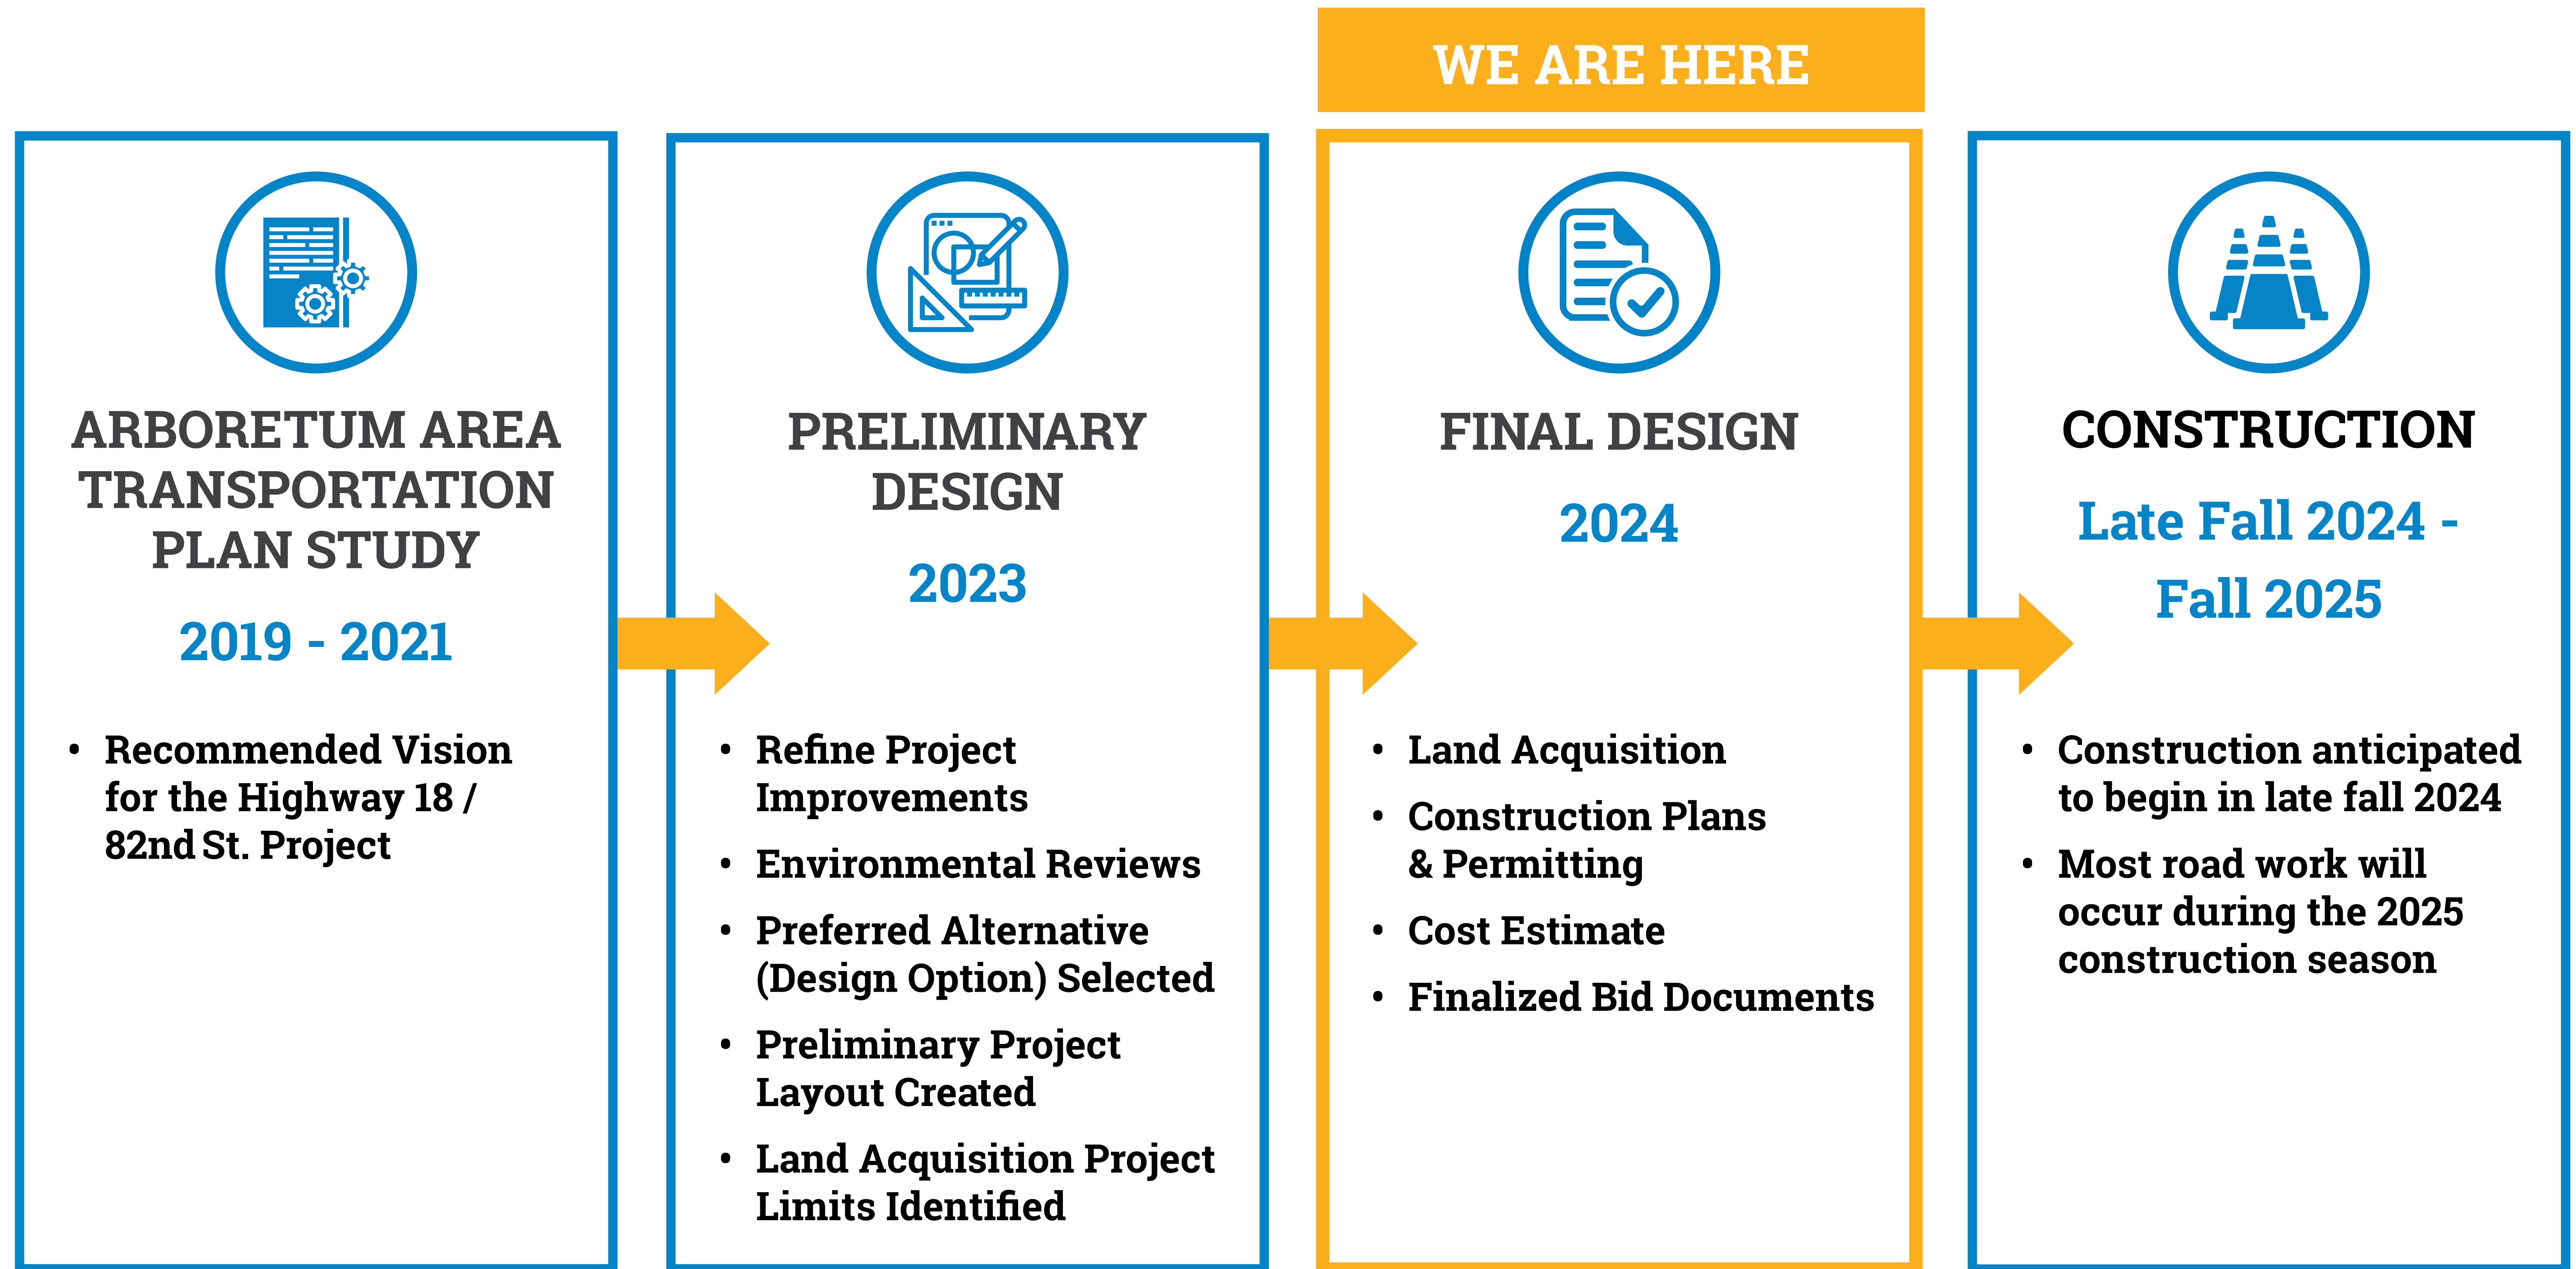 WE ARE HERE
ARBORETUM AREA
TRANSPORTATION
PLAN STUDY
2019 - 2021
• Recommended Vision
for the Highway 18 /
82nd St. Project
PRELIMINARY
DESIGN
2023
• Refine Project
Improvements
• Environmental Reviews
• Preferred Alternative
(Design Option) Selected
• Preliminary Project
Layout Created
• Land Acquisition Project
Limits Identified
FINAL DESIGN
2024
• Land Acquisition
• Construction Plans
& Permitting
• Cost Estimate
• Finalized Bid Documents
CONSTRUCTION
Late Fall 2024 -
Fall 2025
• Construction anticipated
to begin in late fall 2024
• Most road work will
occur during the 2025
construction season